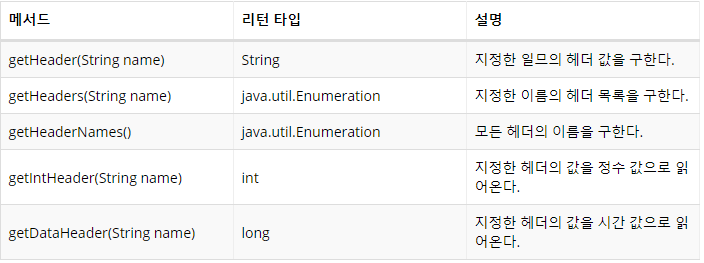 메서드 리턴 타입 설명
getHeader(String name) String 지정한 일므의 헤더 값을 구한다.
getHeaders(String name) java.util.Enumeration 지정한 이름의 헤더 목록을 구한다.
getHeaderNames() java.util.Enumeration 모든 헤더의 이름을 구한다.
getIntHeader(String name) int 지정한 헤더의 값을 정수 값으로 읽
어온다.
getDataHeader(String name) long 지정한 헤더의 값을 시간 값으로 읽
어온다.